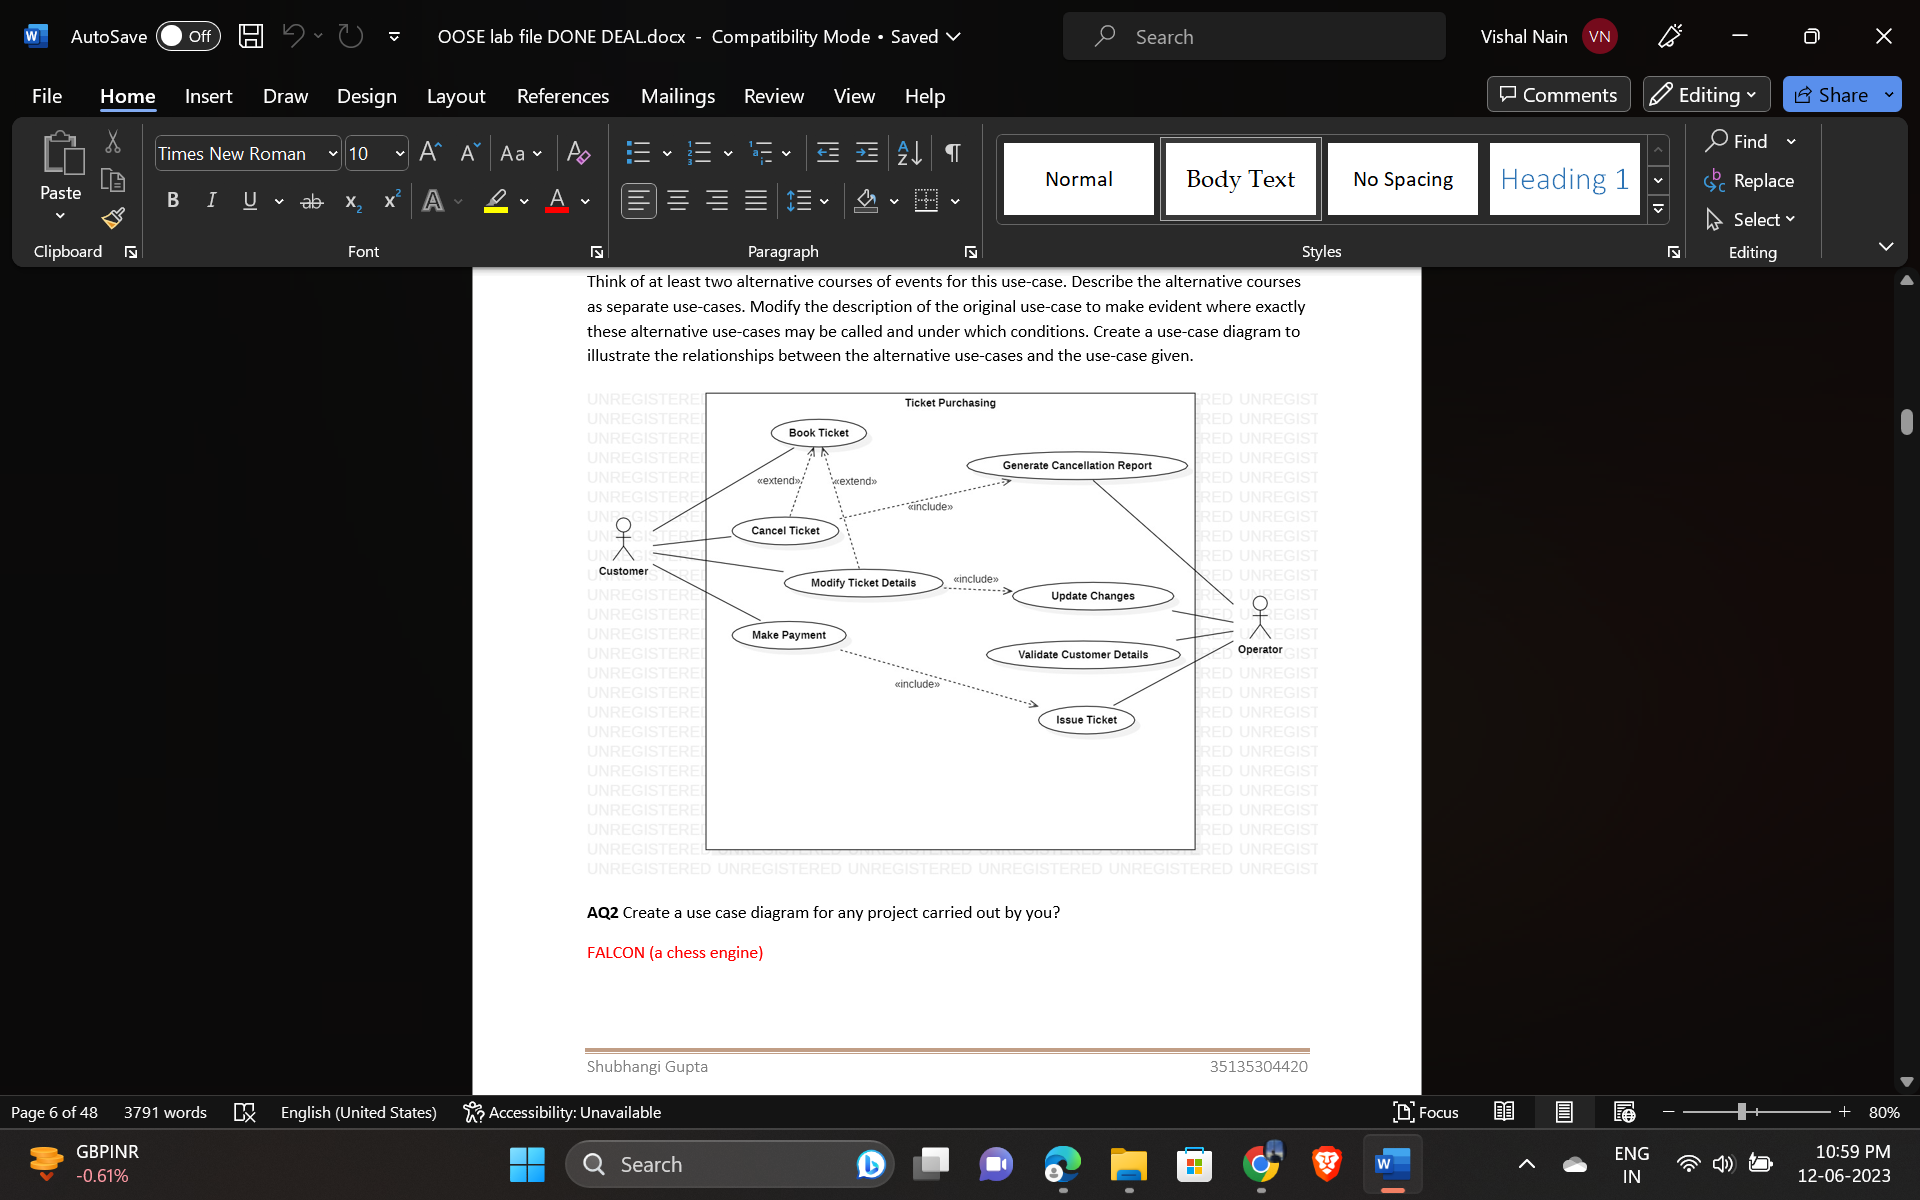 AutoSave Off OOSE lab file DONE DEAL.docx - Compatibility Mode • Saved Search Vishal Nain VN
File Home Insert Draw Design Layout References Mailings Review View Help Comments Editing Share
Paste Times New Roman 10 Aa Normal Body Text No Spacing Heading 1 Find
Replace
Select
Clipboard Font Paragraph Styles Editing
Think of at least two alternative courses of events for this use-case. Describe the alternative courses
as separate use-cases. Modify the description of the original use-case to make evident where exactly
these alternative use-cases may be called and under which conditions. Create a use-case diagram to
illustrate the relationships between the alternative use-cases and the use-case given.
Ticket Purchasing
Book Ticket
Generate Cancellation Report
«extend» «extend»
«include»
Cancel Ticket
Customer
Modify Ticket Details «include»
Update Changes
Make Payment
Validate Customer Details
Operator
«include»
Issue Ticket
UNREGISTERED UNREGISTERED UNREGISTERED UNREGISTERED UNREGISTERED UNREGIST
AQ2 Create a use case diagram for any project carried out by you?
FALCON (a chess engine)
Shubhangi Gupta 35135304420
Page 6 of 48 3791 words English (United States) Accessibility: Unavailable Focus 80%
GBPINR
-0.61%
Search
ENG
IN
10:59 PM
12-06-2023